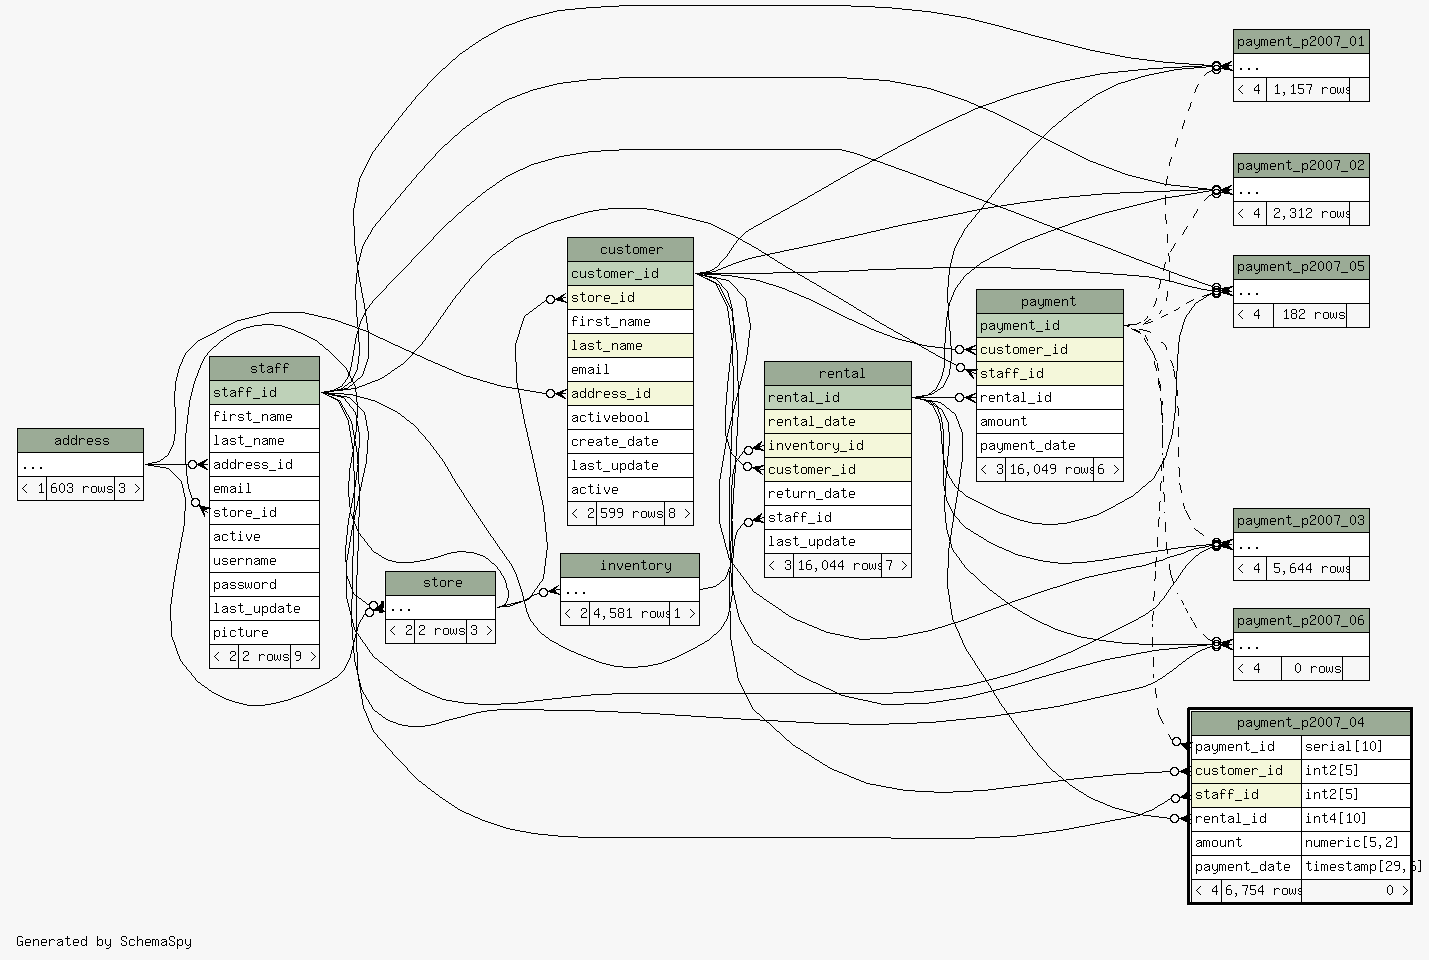 payment_p2007_01
...
< 4 1,157 rows
payment_p2007_02
...
< 4 2,312 rows
payment_p2007_05
...
< 4 182 rows
customer
customer_id
store_id
first_name
last_name
email
address_id
activebool
create_date
last_update
active
< 2 599 rows 8 >
payment
payment_id
customer_id
staff_id
rental_id
amount
payment_date
< 3 16,049 rows 6 >
staff
staff_id
first_name
last_name
address_id
email
store_id
active
username
password
last_update
picture
< 2 2 rows 9 >
rental
rental_id
rental_date
inventory_id
customer_id
return_date
staff_id
last_update
< 3 16,044 rows 7 >
address
...
< 1 603 rows 3 >
payment_p2007_03
...
< 4 5,644 rows
inventory
...
< 2 4,581 rows 1 >
store
...
< 2 2 rows 3 >
payment_p2007_06
...
< 4 0 rows
payment_p2007_04
payment_id serial[10]
customer_id int2[5]
staff_id int2[5]
rental_id int4[10]
amount numeric[5,2]
payment_date timestamp[29,6]
< 4 6,754 rows 0 >
Generated by SchemaSpy